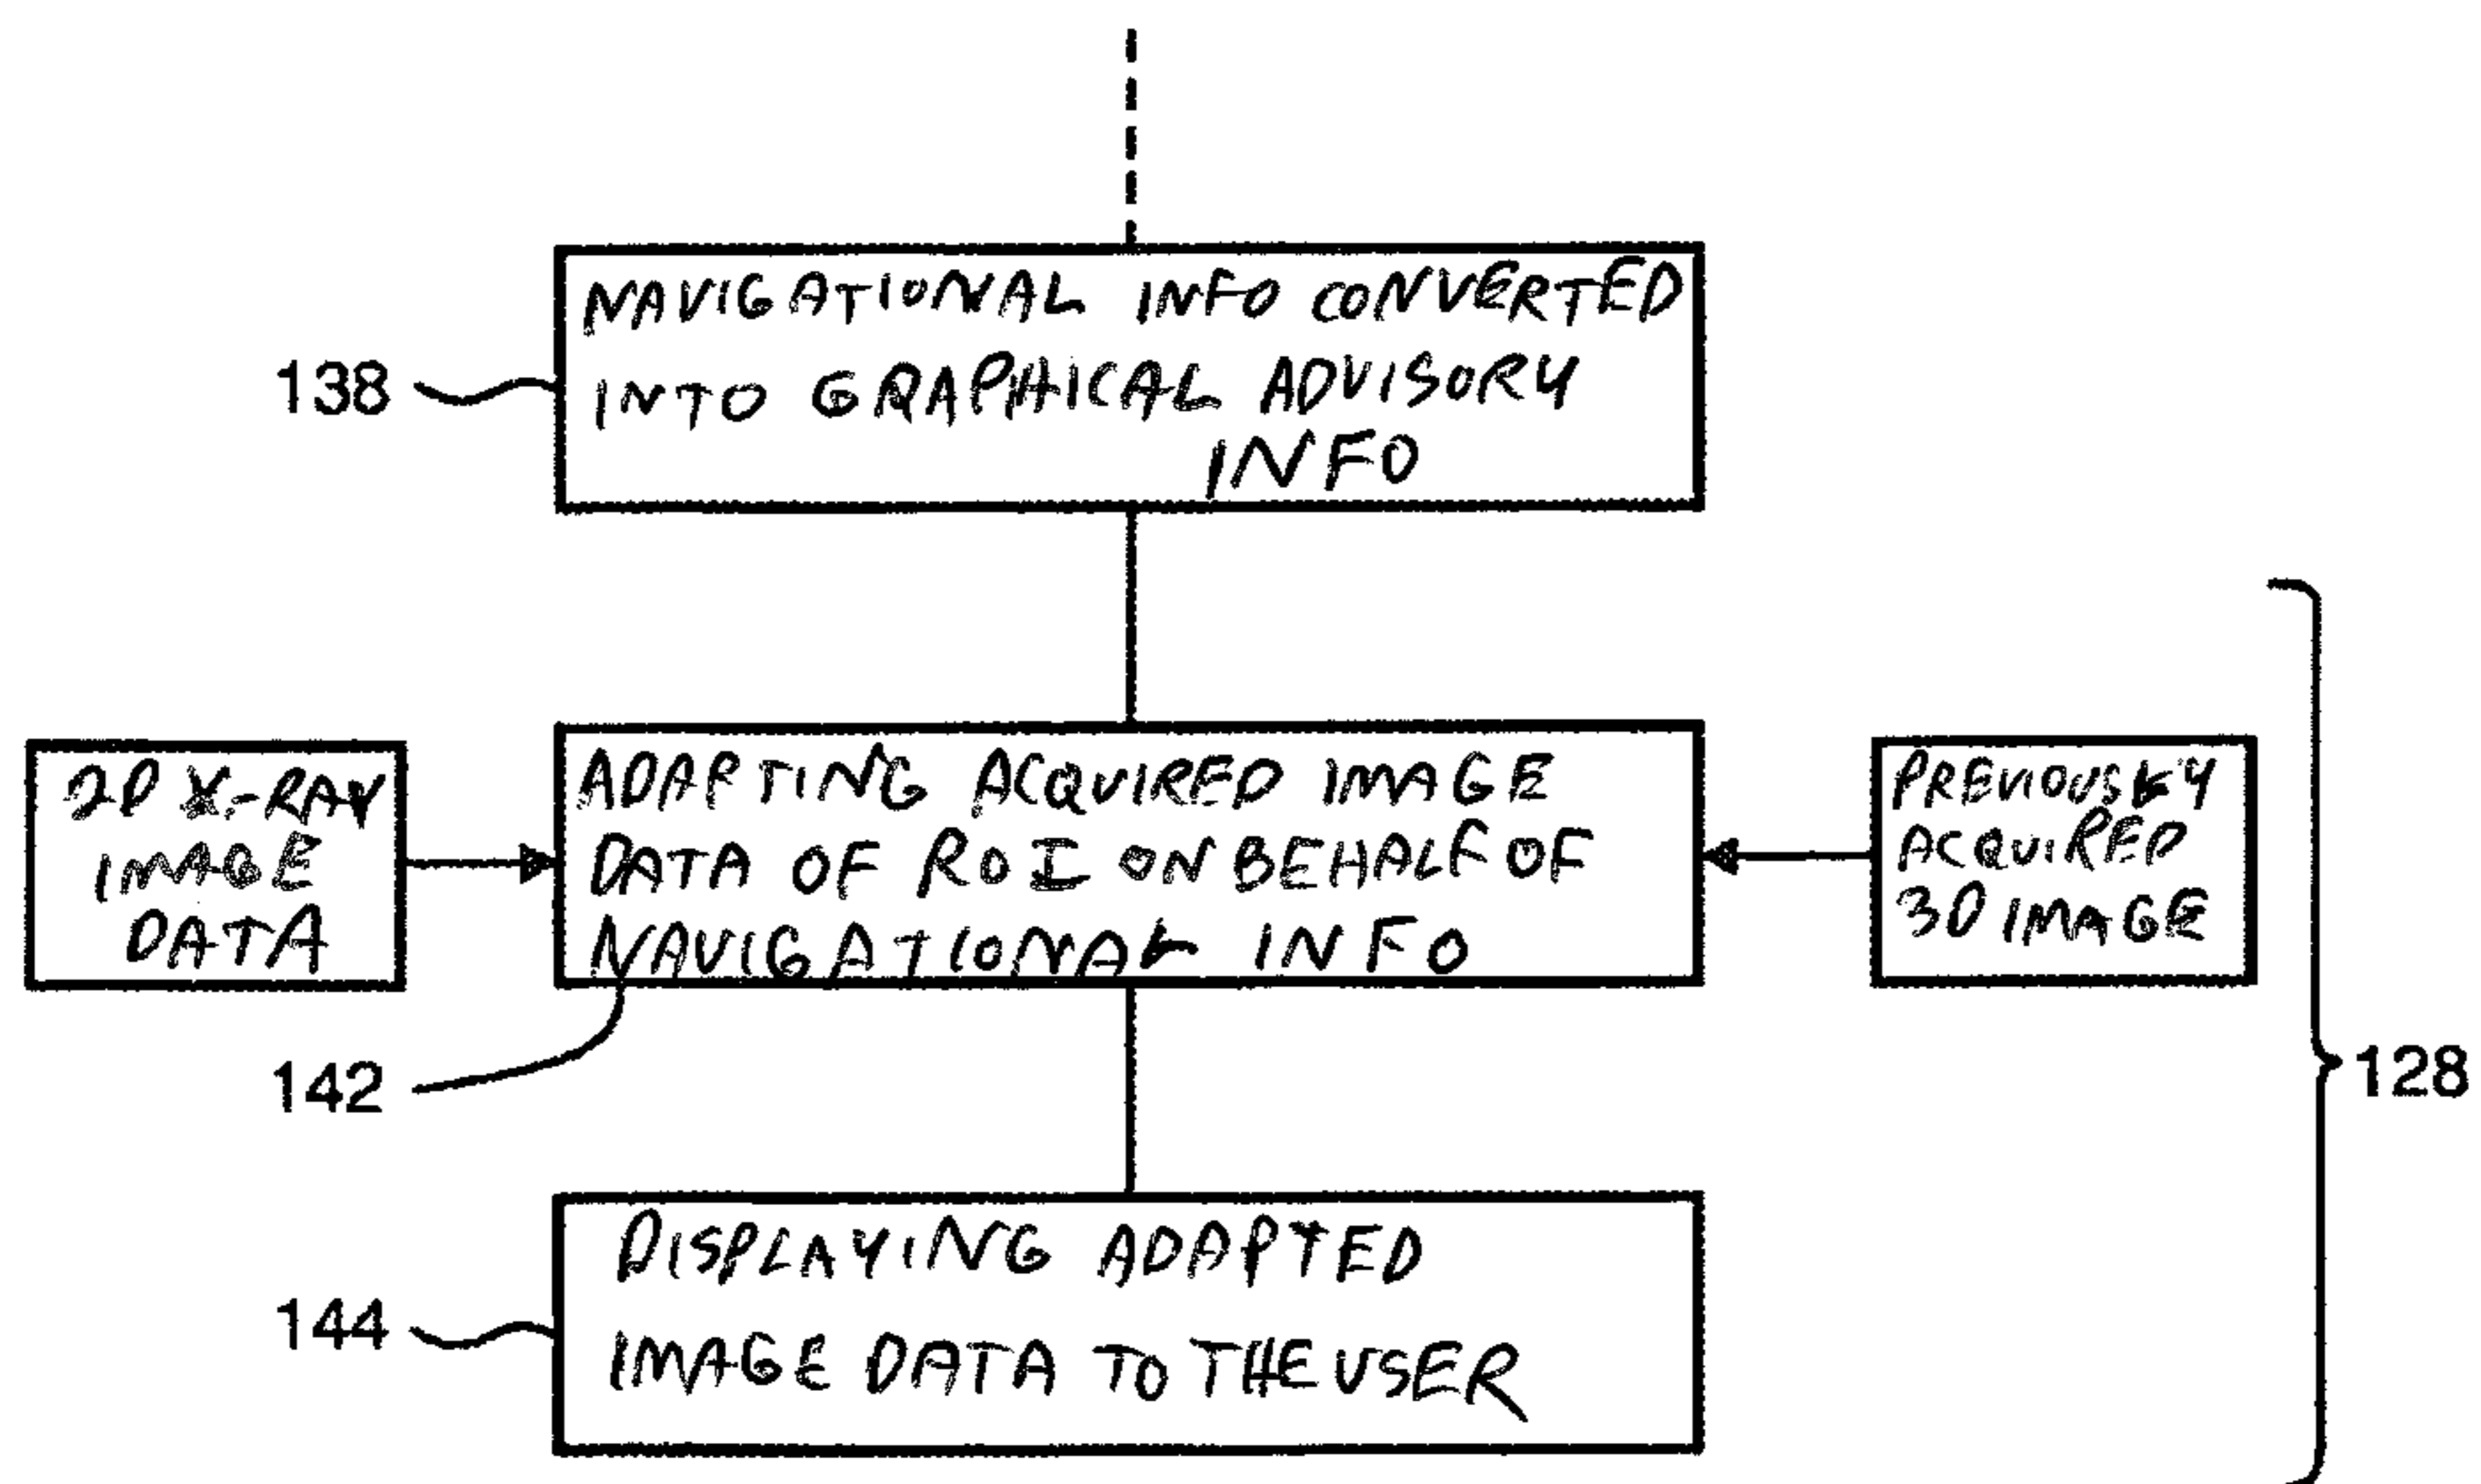 NAVIGATIONAL INFO CONVERTED
INTO GRAPHICAL ADVISORY
INFO
138
2D X-RAY
IMAGE
DATA
ADAPTING ACQUIRED IMAGE
DATA OF ROI ON BEHALF OF
NAVIGATIONAL INFO
PREVIOUSLY
ACQUIRED
3D IMAGE
142
128
DISPLAYING ADAPTED
IMAGE DATA TO THE USER
144